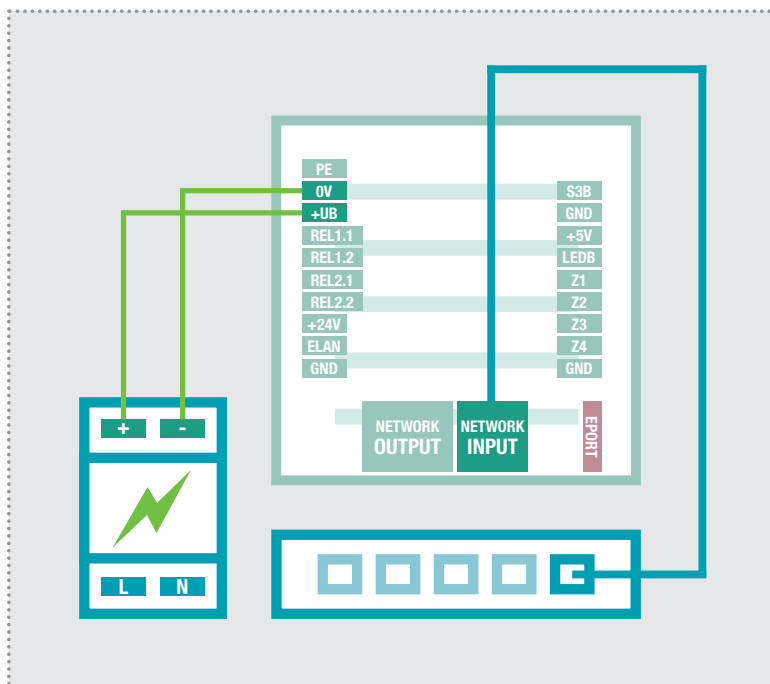 PE
0V
+UB
REL1.1
REL1.2
REL2.1
REL2.2
+24V
ELAN
GND
S3B
GND
+5V
LEDB
Z1
Z2
Z3
Z4
GND
NETWORK
OUTPUT
NETWORK
INPUT
EPORT
+ -
L N